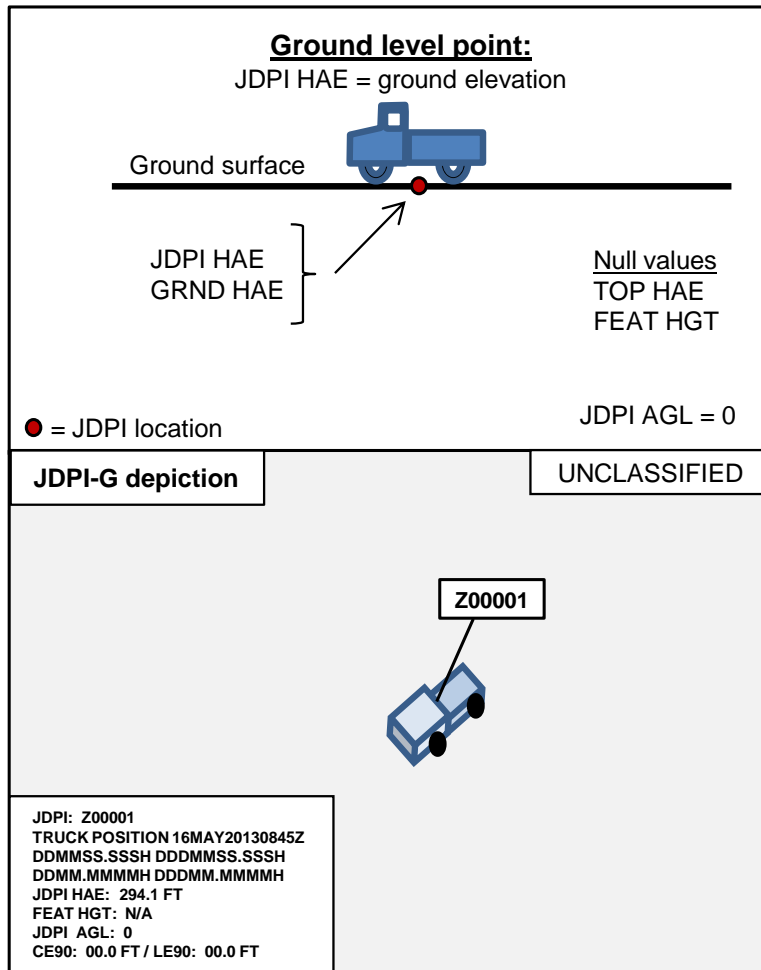 Ground level point:
JDPI HAE = ground elevation
Ground surface
JDPI HAE
GRND HAE
Null values
TOP HAE
FEAT HGT
JDPI AGL = 0
= JDPI location
JDPI-G depiction
UNCLASSIFIED
Z00001
JDPI: Z00001
TRUCK POSITION 16MAY20130845Z
DDMMSS.SSSH DDDMMSS.SSSH
DDMM.MMMMH DDDMM.MMMMH
JDPI HAE: 294.1 FT
FEAT HGT: N/A
JDPI AGL: 0
CE90: 00.0 FT / LE90: 00.0 FT